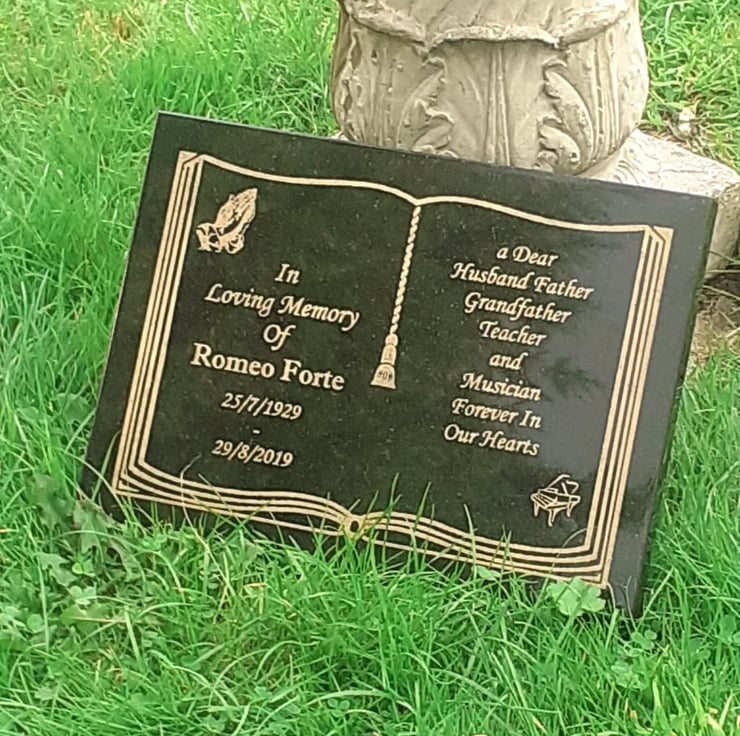 In
Loving Memory
Of
Romeo Forte
25/7/1929
-
29/8/2019
a Dear
Husband Father
Grandfather
Teacher
and
Musician
Forever In
Our Hearts